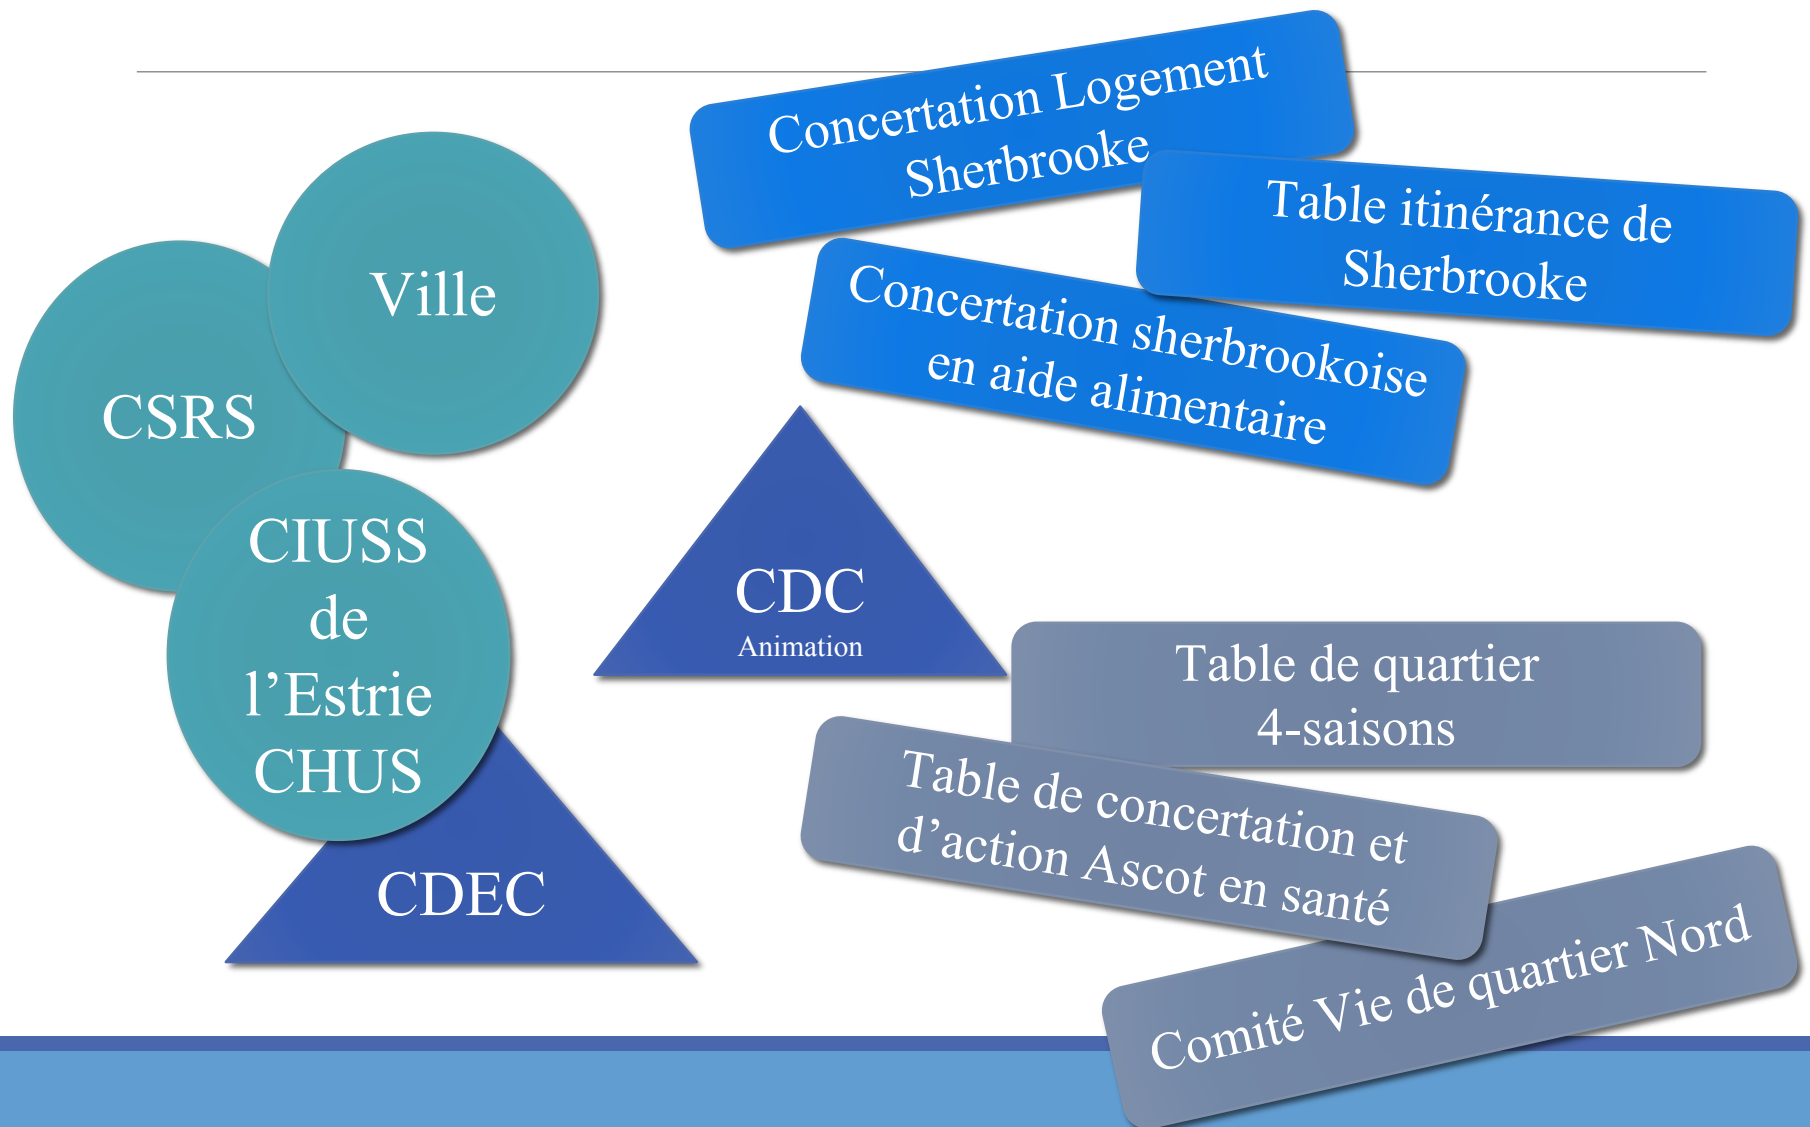 Concertation Logement
Sherbrooke
Table itinérance de
Sherbrooke
Concertation sherbrookoise
en aide alimentaire
Ville
CSRS
CIUSS
de
l’Estrie
CHUS
CDEC
CDC
Animation
Table de quartier
4-saisons
Table de concertation et
d’action Ascot en santé
Comité Vie de quartier Nord